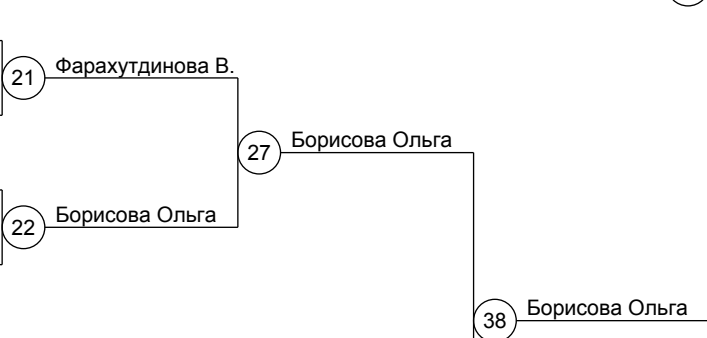 21 Фарахутдинова В.
27 Борисова Ольга
22 Борисова Ольга
38 Борисова Ольга